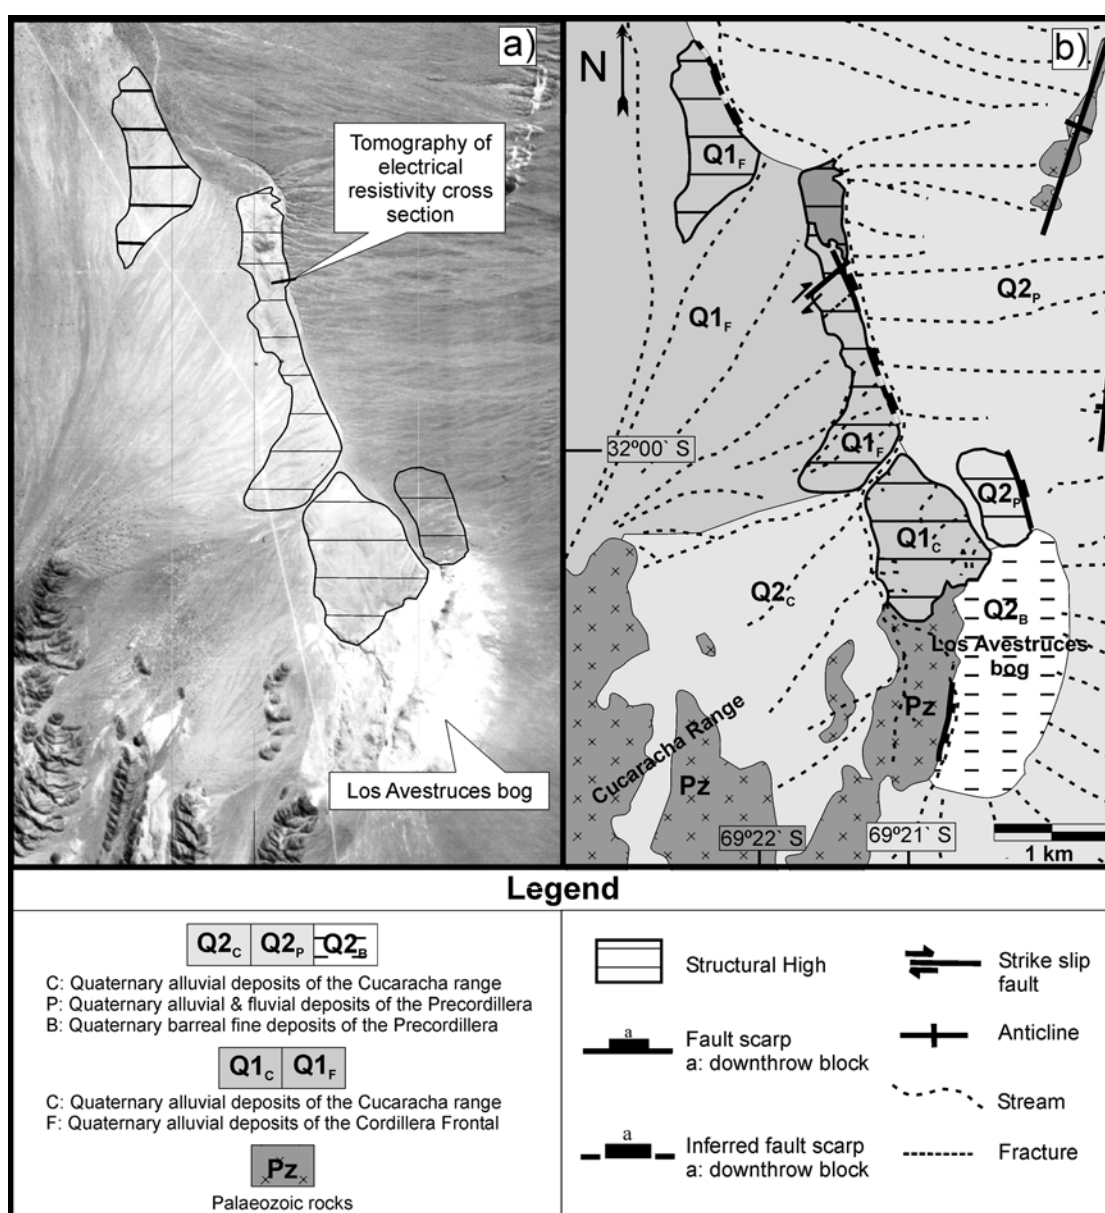 a)
Tomography of
electrical
resistivity cross
section
Los Avestruces bog
b)
N
Q1F
Q2P
Q1F
32º00` S
Q1F
Q2P
Q1C
Q2C
Q2B
Los Avestruces
bog
Pz
Cucaracha Range
Pz
69º22` S
69º21` S
1 km
Legend
Q2C Q2P Q2B
C: Quaternary alluvial deposits of the Cucaracha range
P: Quaternary alluvial & fluvial deposits of the Precordillera
B: Quaternary barreal fine deposits of the Precordillera
Q1C Q1F
C: Quaternary alluvial deposits of the Cucaracha range
F: Quaternary alluvial deposits of the Cordillera Frontal
Pz
Palaeozoic rocks
Structural High
a
Fault scarp
a: downthrow block
a
Inferred fault scarp
a: downthrow block
Strike slip
fault
Anticline
Stream
Fracture